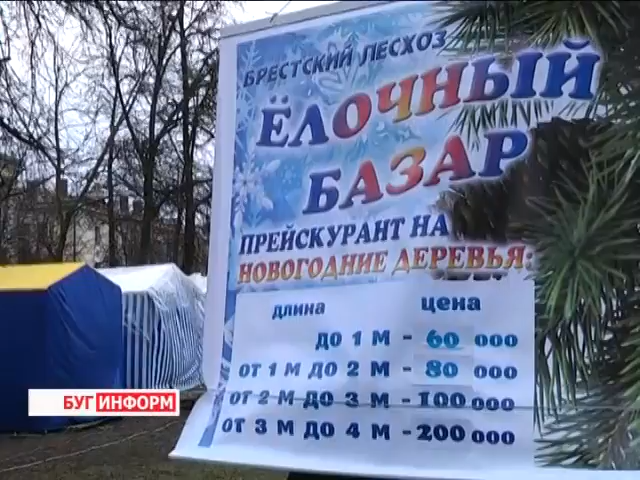 БРЕСТСКИЙ ЛЕСХОЗ
ЁЛОЧНЫЙ
БАЗАР
ПРЕЙСКУРАНТ НА
НОВОГОДНИЕ ДЕРЕВЬЯ:
длина цена
до 1 м - 60 000
от 1 м до 2 м - 80 000
от 2 м до 3 м - 100 000
от 3 м до 4 м - 200 000
БУГИНФОРМ